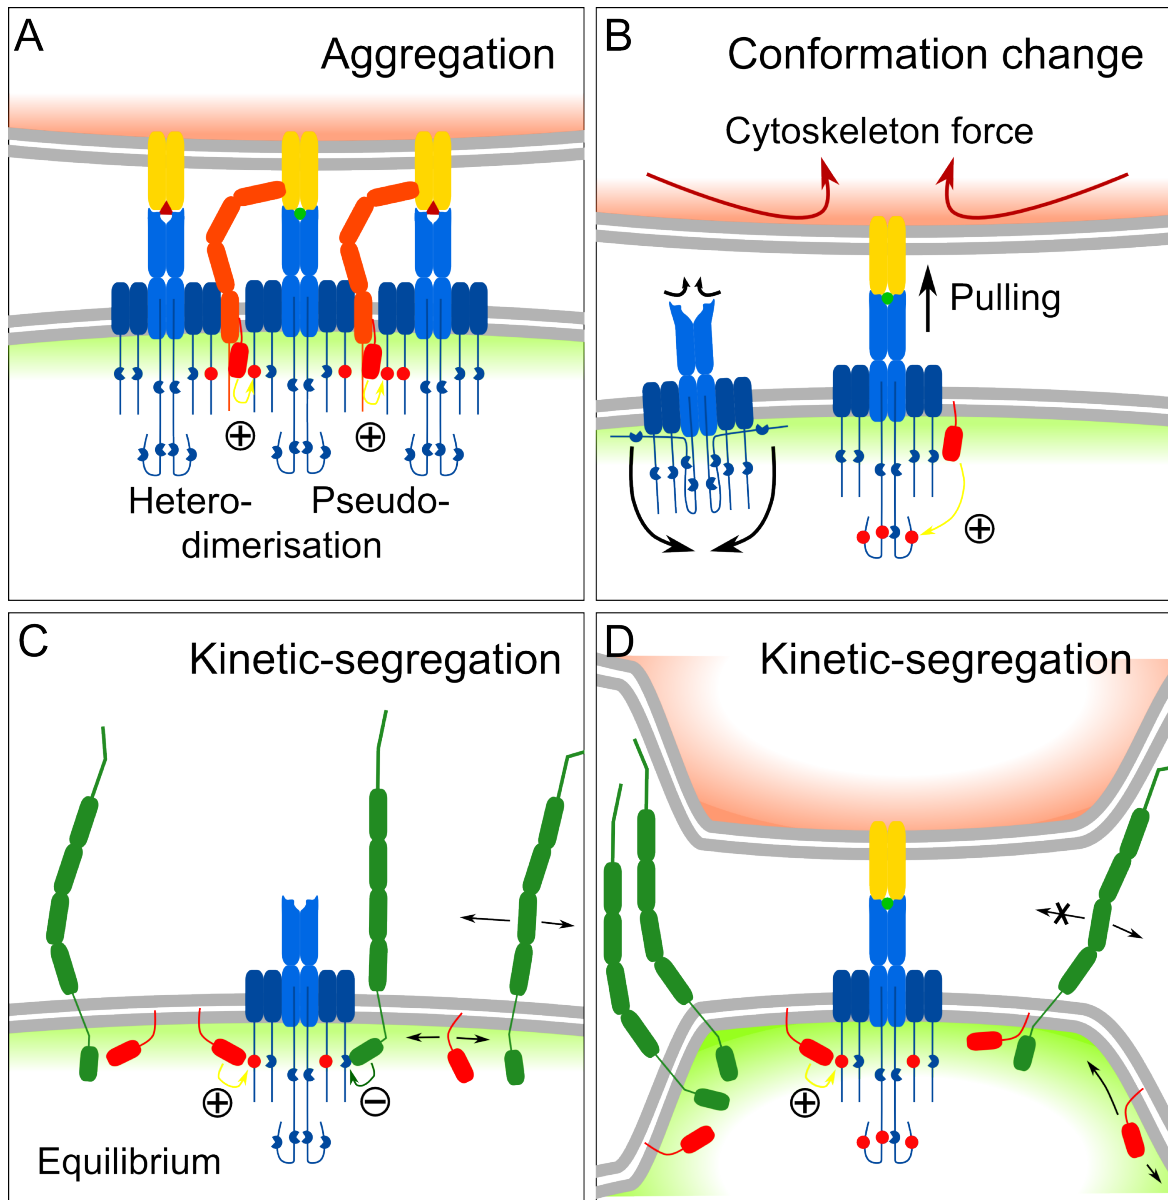 A
Aggregation
+
+
Hetero-
Pseudo-
dimerisation
B
Conformation change
Cytoskeleton force
Pulling
+
C
Kinetic-segregation
+
−
Equilibrium
D
Kinetic-segregation
+